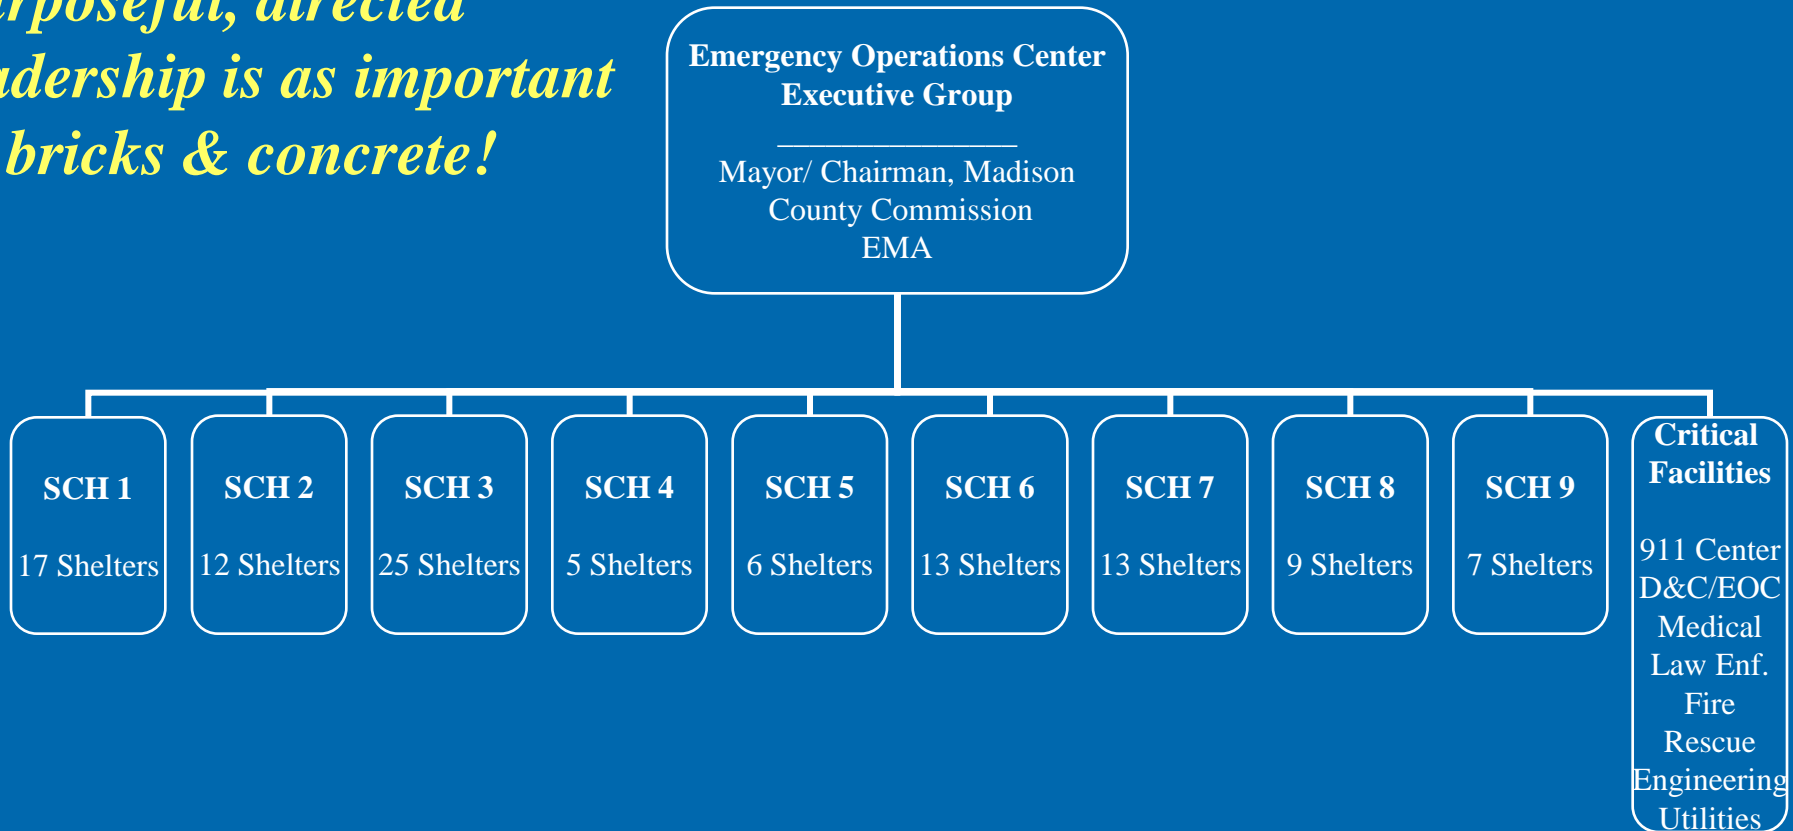 rposeful, directed
adership is as important
bricks & concrete!
Emergency Operations Center
Executive Group
_______________
Mayor/ Chairman, Madison
County Commission
EMA
SCH 1
17 Shelters
SCH 2
12 Shelters
SCH 3
25 Shelters
SCH 4
5 Shelters
SCH 5
6 Shelters
SCH 6
13 Shelters
SCH 7
13 Shelters
SCH 8
9 Shelters
SCH 9
7 Shelters
Critical
Facilities
911 Center
D&C/EOC
Medical
Law Enf.
Fire
Rescue
Engineering
Utilities